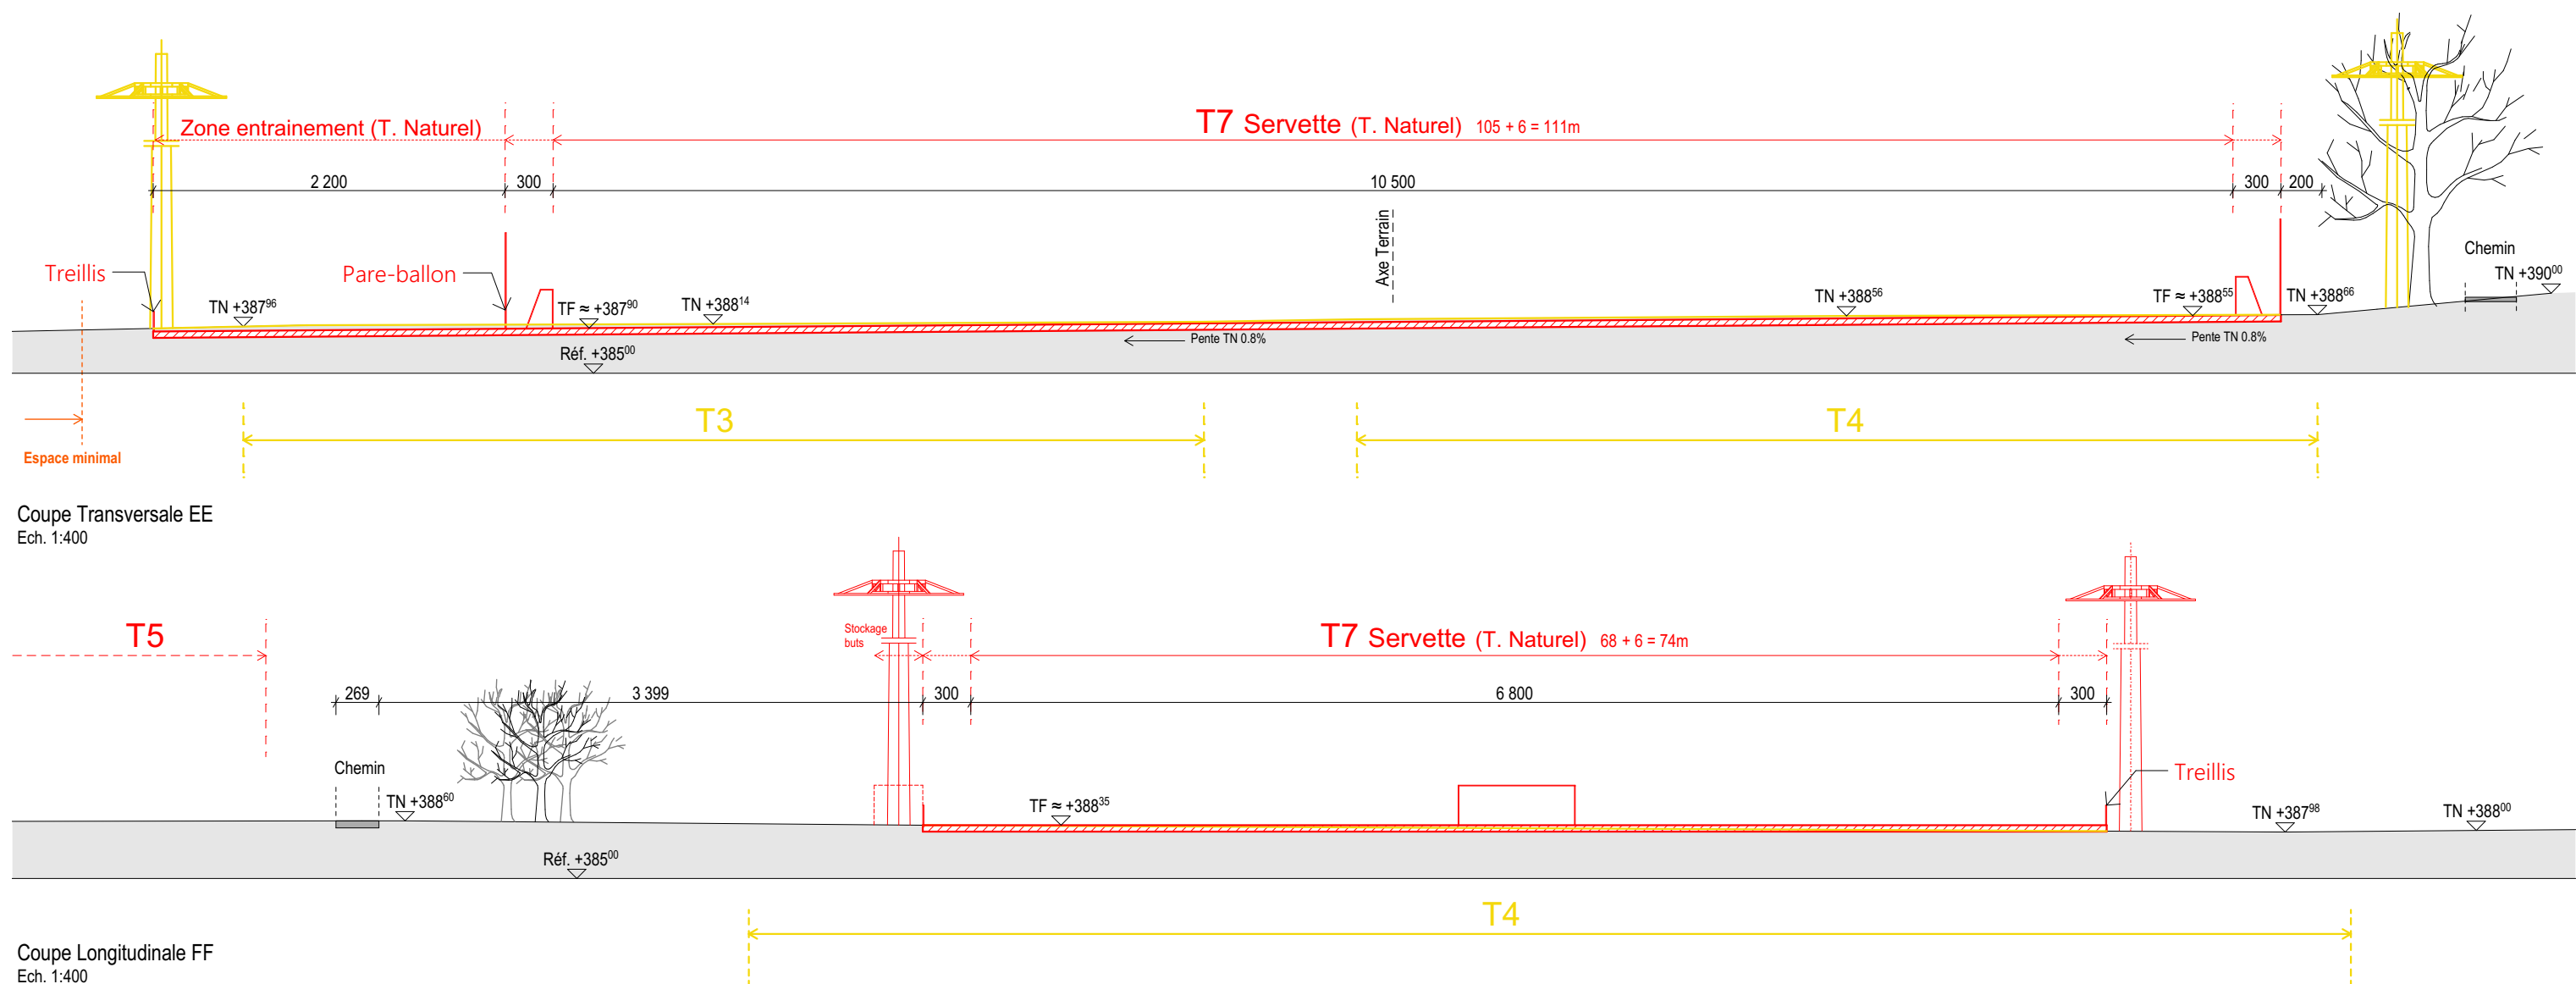 Zone entrainement (T. Naturel)
T7 Servette (T. Naturel) 105 + 6 = 111m
2 200
300
10 500
300
200
Axe Terrain
Treillis
Pare-ballon
Chemin
TN +390⁰⁰
TN +387⁹⁶
TF ≈ +387⁹⁰
TN +388¹⁴
TN +388⁵⁶
TF ≈ +388⁵⁵
TN +388⁶⁶
Pente TN 0.8%
Pente TN 0.8%
Réf. +385⁰⁰
T3
T4
Espace minimal
Coupe Transversale EE
Ech. 1:400
T5
Stockage
buts
T7 Servette (T. Naturel) 68 + 6 = 74m
269
3 399
300
6 800
300
Chemin
TN +388⁶⁰
TF ≈ +388³⁵
Treillis
TN +387⁹⁸
TN +388⁰⁰
Réf. +385⁰⁰
T4
Coupe Longitudinale FF
Ech. 1:400